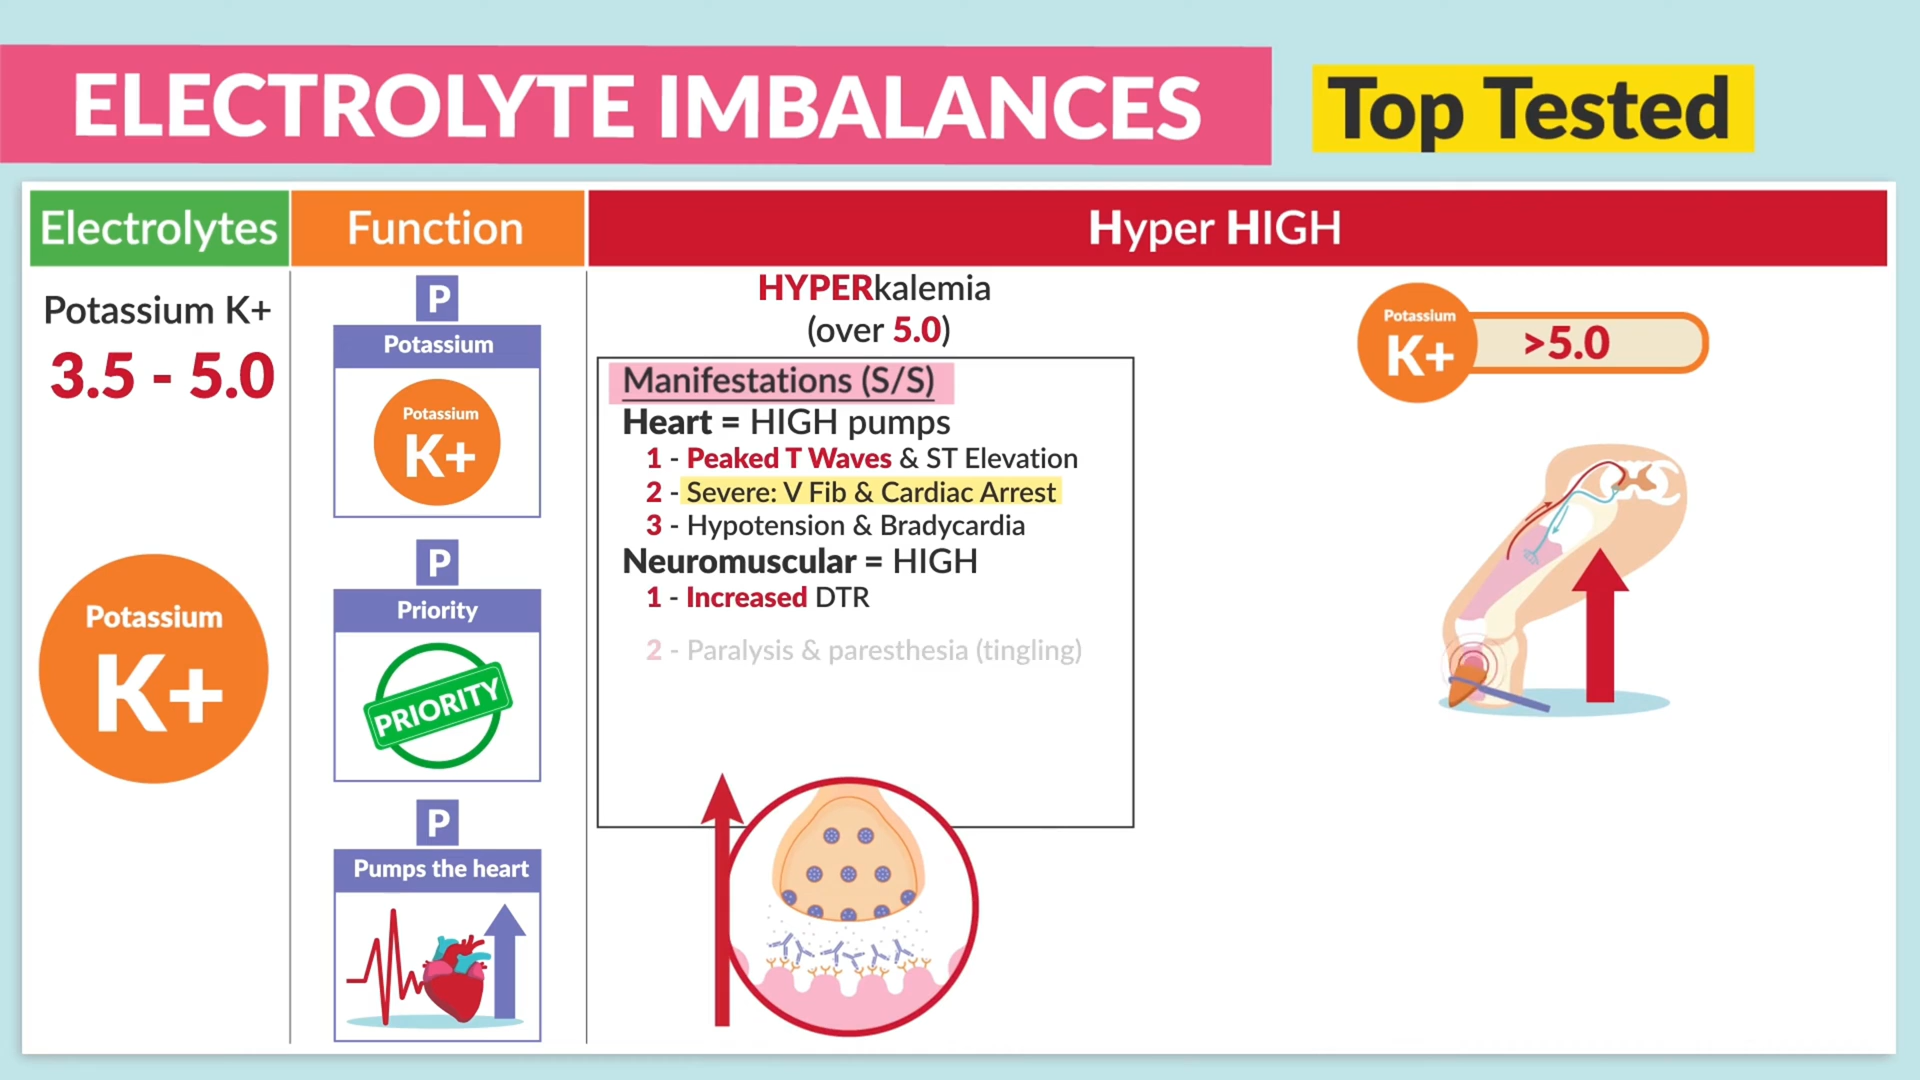 ELECTROLYTE IMBALANCES
Top Tested
Electrolytes
Function
Hyper HIGH
Potassium K+
3.5 - 5.0
Potassium
K+
P
Potassium
Potassium
K+
P
Priority
PRIORITY
P
Pumps the heart
HYPERkalemia
(over 5.0)
Manifestations (S/S)
Heart = HIGH pumps
1 - Peaked T Waves & ST Elevation
2 - Severe: V Fib & Cardiac Arrest
3 - Hypotension & Bradycardia
Neuromuscular = HIGH
1 - Increased DTR
2 - Paralysis & paresthesia (tingling)
Potassium
K+
>5.0